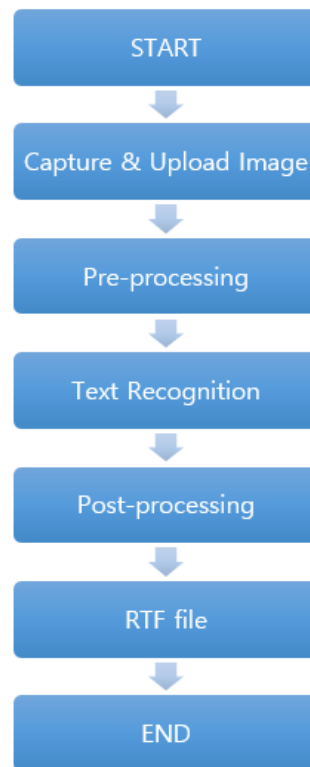 START
Capture & Upload Image
Pre-processing
Text Recognition
Post-processing
RTF file
END